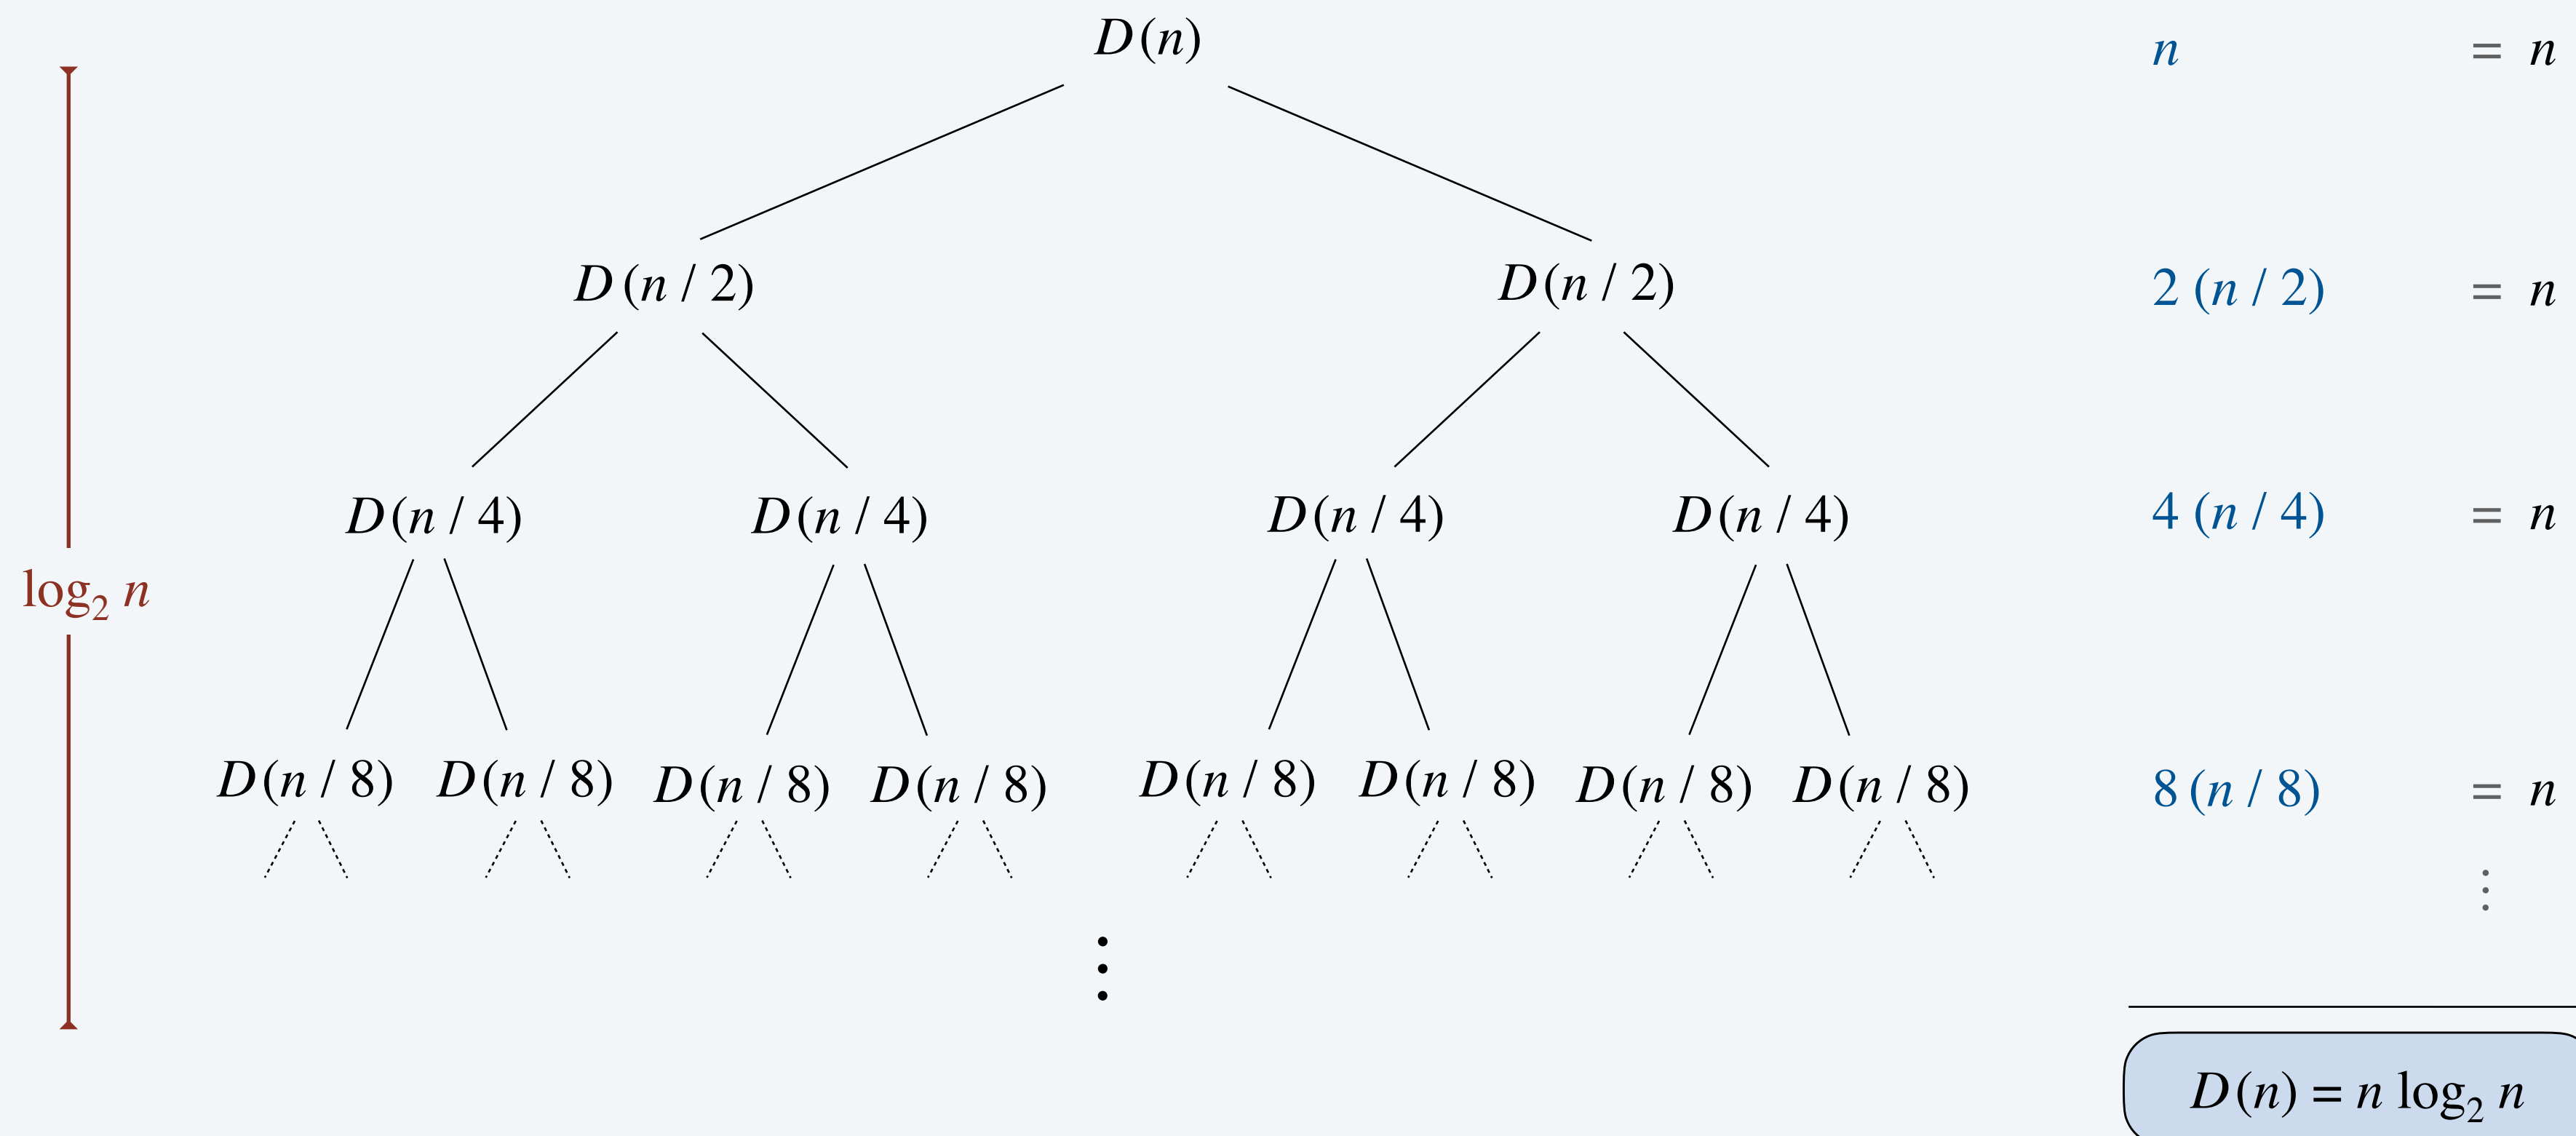 D(n) n = n
D(n / 2) D(n / 2) 2 (n / 2) = n
D(n / 4) D(n / 4) D(n / 4) D(n / 4) 4 (n / 4) = n
log₂ n
D(n / 8) D(n / 8) D(n / 8) D(n / 8) D(n / 8) D(n / 8) D(n / 8) D(n / 8) 8 (n / 8) = n
⋮
⋮
D(n) = n log₂ n